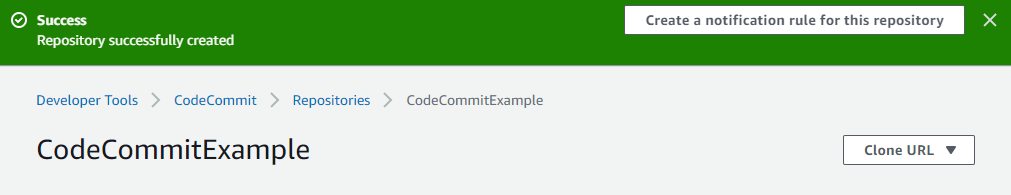 Success
Repository successfully created
Create a notification rule for this repository
Developer Tools CodeCommit Repositories CodeCommitExample
CodeCommitExample
Clone URL